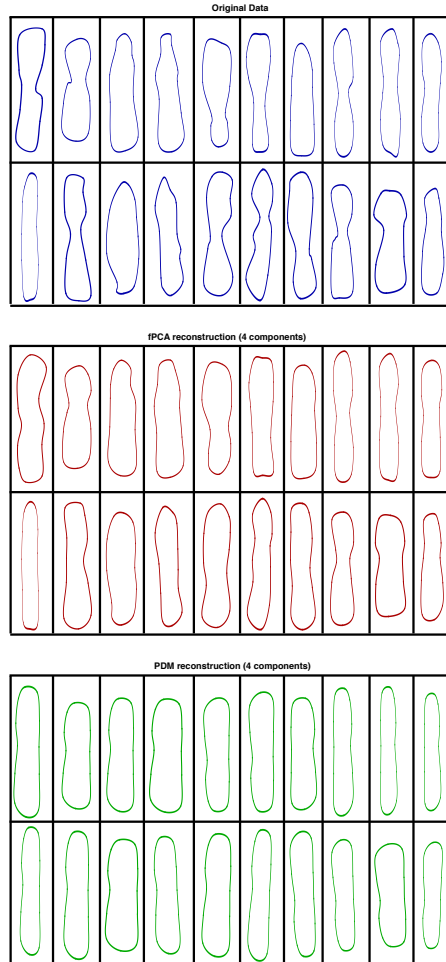 Original Data
fPCA reconstruction (4 components)
PDM reconstruction (4 components)